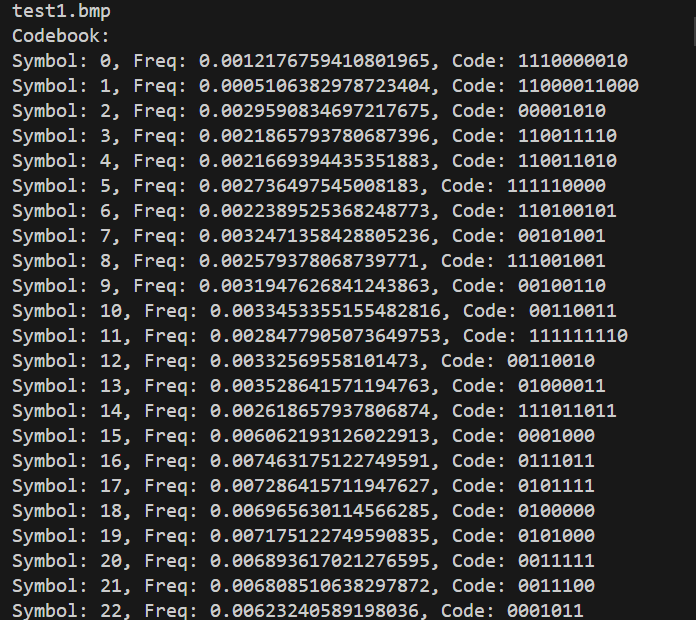 test1.bmp
Codebook:
Symbol: 0, Freq: 0.0012176759410801965, Code: 1110000010
Symbol: 1, Freq: 0.0005106382978723404, Code: 11000011000
Symbol: 2, Freq: 0.0029590834697217675, Code: 00001010
Symbol: 3, Freq: 0.0021865793780687396, Code: 110011110
Symbol: 4, Freq: 0.0021669394435351883, Code: 110011010
Symbol: 5, Freq: 0.002736497545008183, Code: 111110000
Symbol: 6, Freq: 0.0022389525368248773, Code: 110100101
Symbol: 7, Freq: 0.0032471358428805236, Code: 00101001
Symbol: 8, Freq: 0.002579378068739771, Code: 111001001
Symbol: 9, Freq: 0.0031947626841243863, Code: 00100110
Symbol: 10, Freq: 0.0033453355155482816, Code: 00110011
Symbol: 11, Freq: 0.0028477905073649753, Code: 111111110
Symbol: 12, Freq: 0.00332569558101473, Code: 00110010
Symbol: 13, Freq: 0.003528641571194763, Code: 01000011
Symbol: 14, Freq: 0.002618657937806874, Code: 111011011
Symbol: 15, Freq: 0.006062193126022913, Code: 0001000
Symbol: 16, Freq: 0.007463175122749591, Code: 0111011
Symbol: 17, Freq: 0.007286415711947627, Code: 0101111
Symbol: 18, Freq: 0.006965630114566285, Code: 0100000
Symbol: 19, Freq: 0.007175122749590835, Code: 0101000
Symbol: 20, Freq: 0.006893617021276595, Code: 0011111
Symbol: 21, Freq: 0.006808510638297872, Code: 0011100
Symbol: 22, Freq: 0.00623240589198036, Code: 0001011